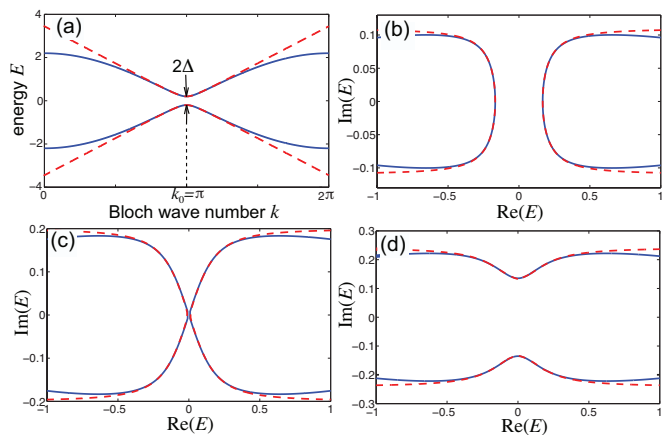 (a)
4
2
0
-2
-4
energy E
2Δ
k₀=π
0
2π
Bloch wave number k
(b)
0.1
0.05
0
-0.05
-0.1
Im(E)
-1
-0.5
0
0.5
1
Re(E)
(c)
0.2
0.1
0
-0.1
-0.2
Im(E)
-1
-0.5
0
0.5
1
Re(E)
(d)
0.3
0.2
0.1
0
-0.1
-0.2
-0.3
Im(E)
-1
-0.5
0
0.5
1
Re(E)